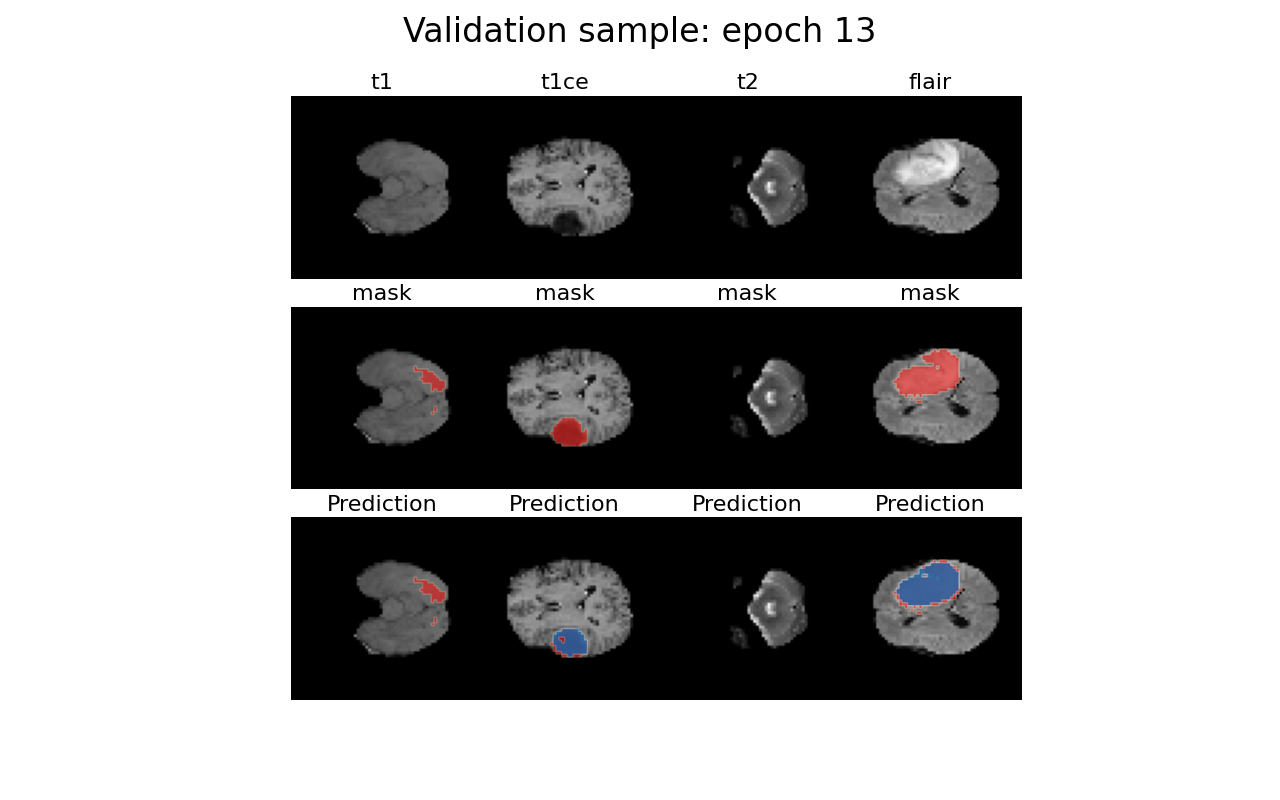 Validation sample: epoch 13
t1 t1ce t2 flair
mask mask mask mask
Prediction Prediction Prediction Prediction